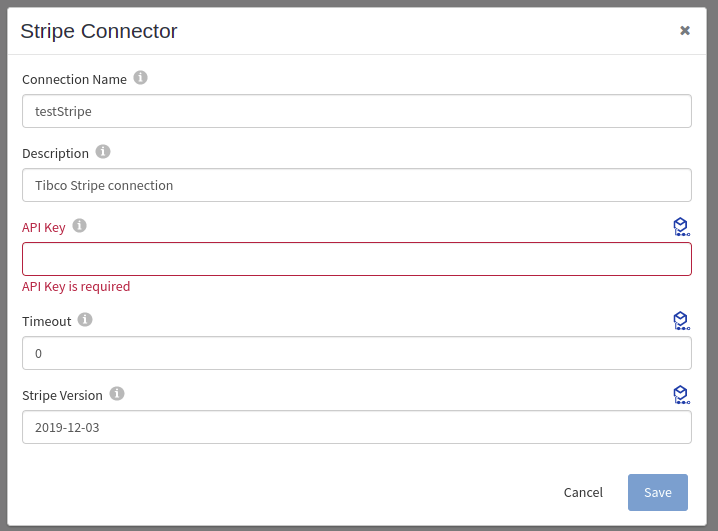 Stripe Connector
Connection Name
testStripe
Description
Tibco Stripe connection
API Key
API Key is required
Timeout
0
Stripe Version
2019-12-03
Cancel Save